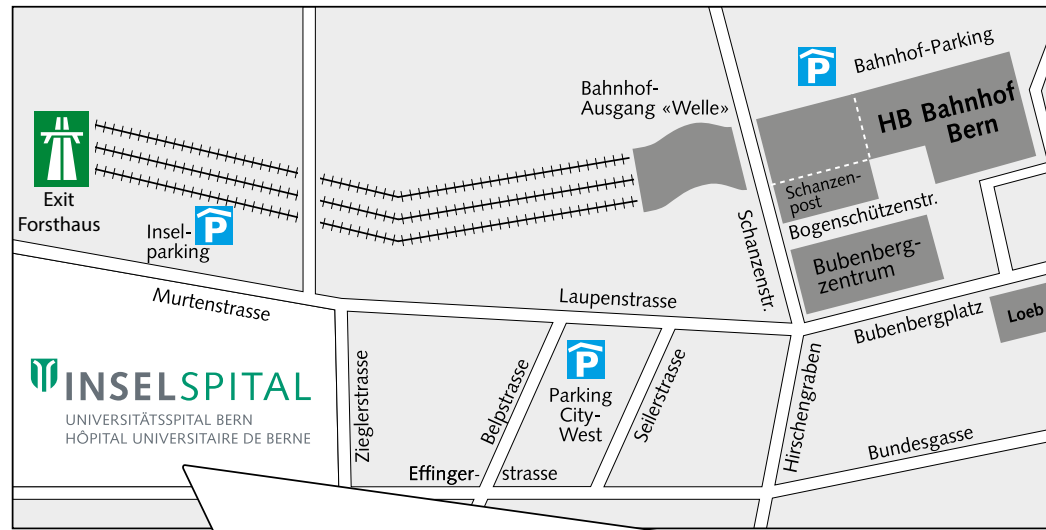 Bahnhof-Parking
P
Bahnhof-
Ausgang «Welle»
HB Bahnhof
Bern
Exit
Forsthaus
Insel-
parking
P
Schanzen-
post
Bogenschützenstr.
Schanzenstr.
Bubenberg-
zentrum
Murtenstrasse
Laupenstrasse
Bubenbergplatz
Loeb
INSELSPITAL
UNIVERSITÄTSSPITAL BERN
HÔPITAL UNIVERSITAIRE DE BERNE
Zieglerstrasse
Belpstrasse
P
Parking
City-
West
Seilerstrasse
Hirschengraben
Bundesgasse
Effinger- strasse